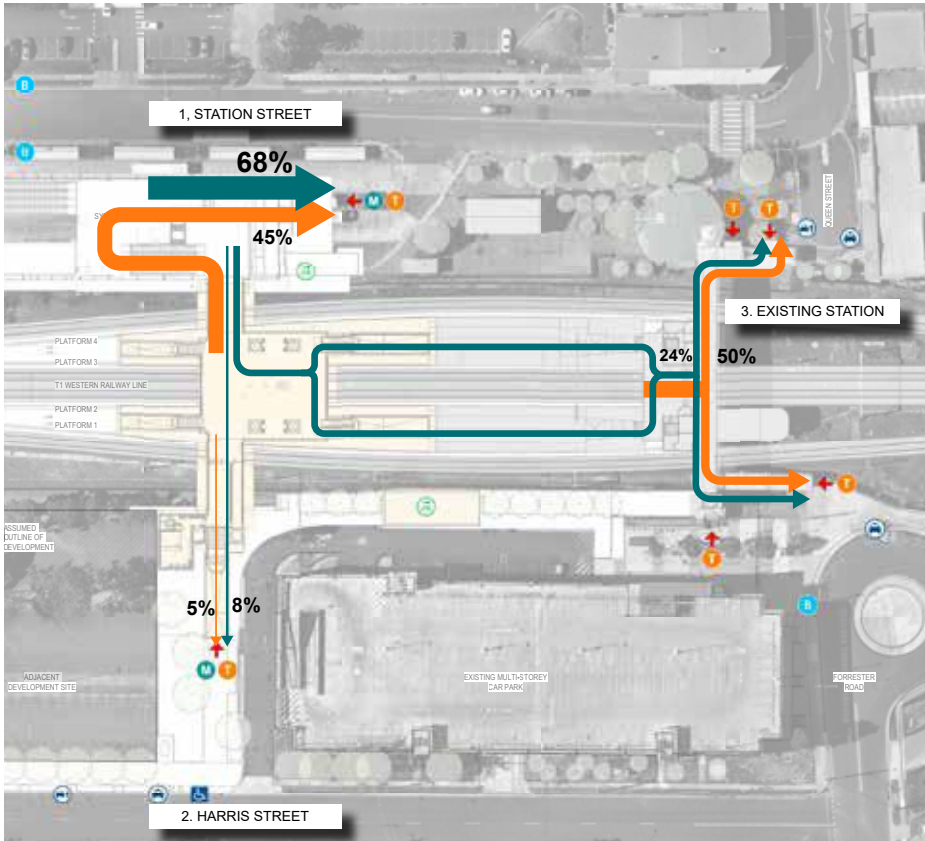 B
1, STATION STREET
B
68%
M T
SY
45%
T T
QUEEN STREET
3. EXISTING STATION
PLATFORM 4
PLATFORM 3
24% 50%
T1 WESTERN RAILWAY LINE
PLATFORM 2
PLATFORM 1
T
ASSUMED
OUTLINE OF
DEVELOPMENT
T
5% 8%
B
M T
ADJACENT
DEVELOPMENT SITE
EXISTING MULTI-STOREY
CAR PARK
FORRESTER
ROAD
2. HARRIS STREET